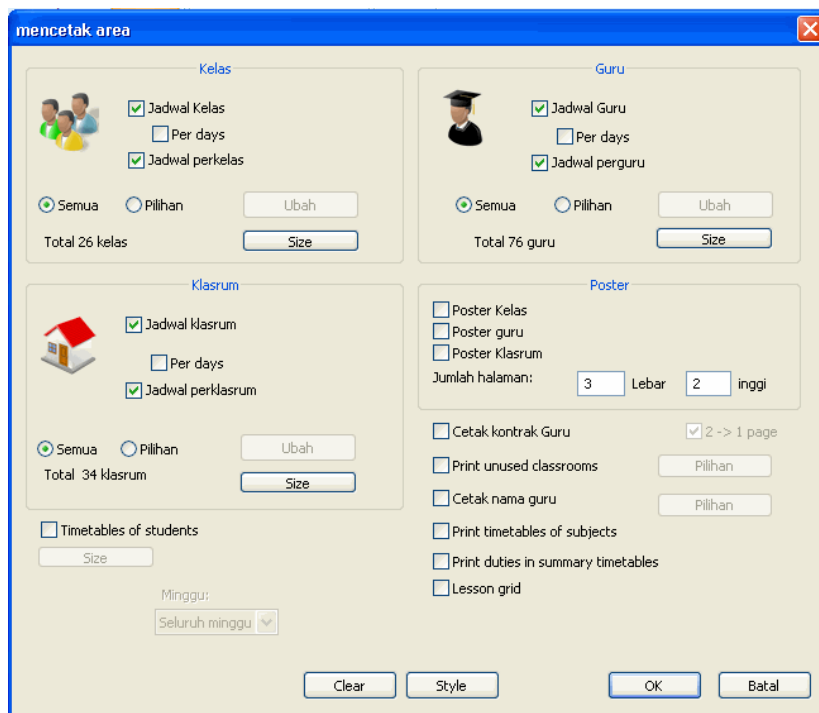 mencetak area
Kelas
Jadwal Kelas
Per days
Jadwal perkelas
Semua
Pilihan
Ubah
Total 26 kelas
Size
Guru
Jadwal Guru
Per days
Jadwal perguru
Semua
Pilihan
Ubah
Total 76 guru
Size
Klasrum
Jadwal klasrum
Per days
Jadwal perklasrum
Semua
Pilihan
Ubah
Total 34 klasrum
Size
Poster
Poster Kelas
Poster guru
Poster Klasrum
Jumlah halaman: 3 Lebar 2 inggi
Timetables of students
Size
Minggu:
Seluruh minggu
Cetak kontrak Guru
2 -> 1 page
Print unused classrooms
Pilihan
Cetak nama guru
Pilihan
Print timetables of subjects
Print duties in summary timetables
Lesson grid
Clear
Style
OK
Batal